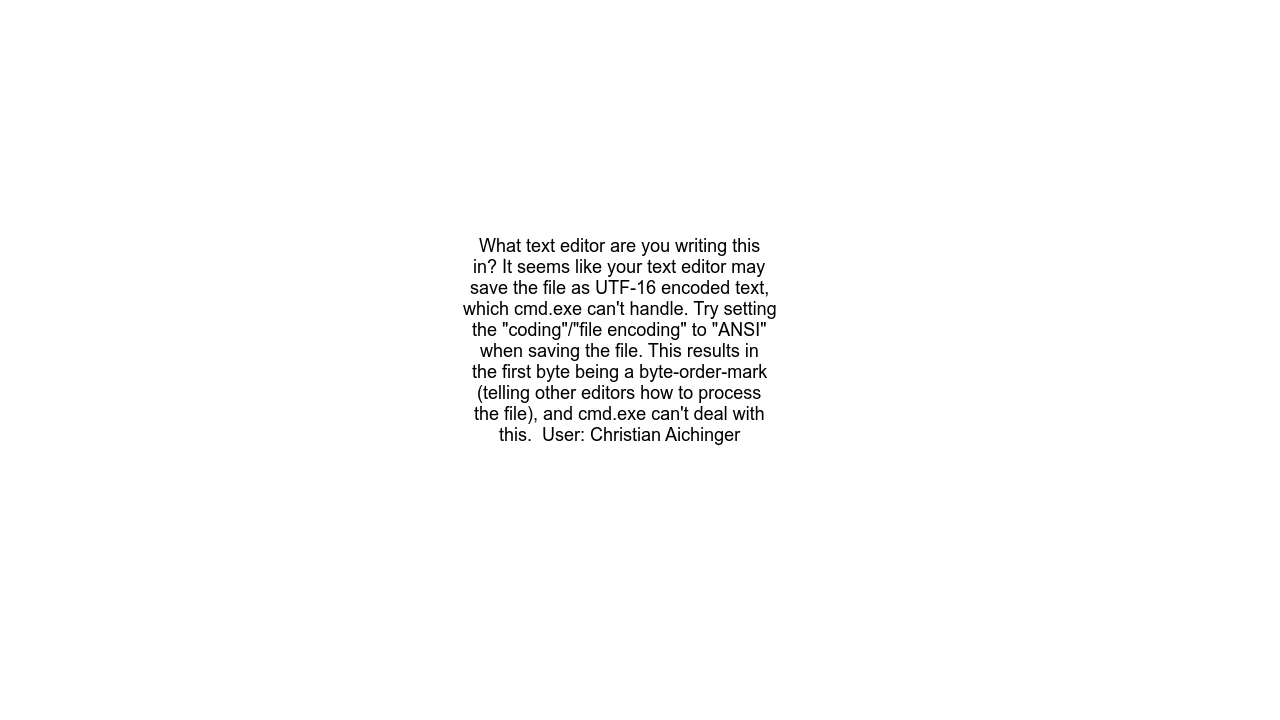 What text editor are you writing this
in? It seems like your text editor may
save the file as UTF-16 encoded text,
which cmd.exe can't handle. Try setting
the "coding"/"file encoding" to "ANSI"
when saving the file. This results in
the first byte being a byte-order-mark
(telling other editors how to process
the file), and cmd.exe can't deal with
this.  User: Christian Aichinger